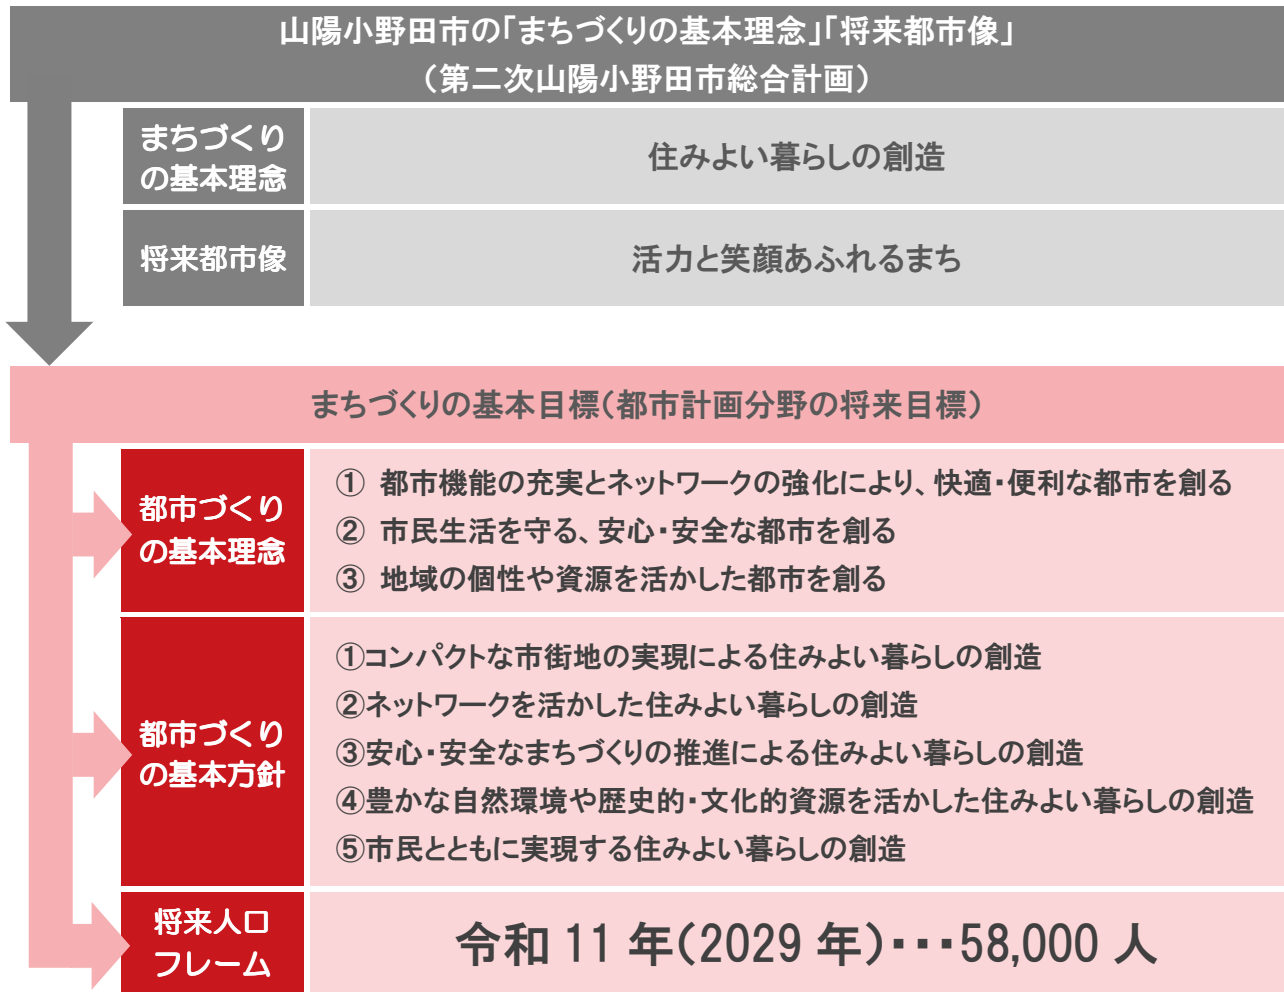 山陽小野田市の「まちづくりの基本理念」「将来都市像」
（第二次山陽小野田市総合計画）
まちづくり
の基本理念
住みよい暮らしの創造
将来都市像
活力と笑顔あふれるまち
まちづくりの基本目標（都市計画分野の将来目標）
都市づくり
の基本理念
① 都市機能の充実とネットワークの強化により、快適・便利な都市を創る
② 市民生活を守る、安心・安全な都市を創る
③ 地域の個性や資源を活かした都市を創る
都市づくり
の基本方針
①コンパクトな市街地の実現による住みよい暮らしの創造
②ネットワークを活かした住みよい暮らしの創造
③安心・安全なまちづくりの推進による住みよい暮らしの創造
④豊かな自然環境や歴史的・文化的資源を活かした住みよい暮らしの創造
⑤市民とともに実現する住みよい暮らしの創造
将来人口
フレーム
令和 11 年（2029 年）・・・58,000 人